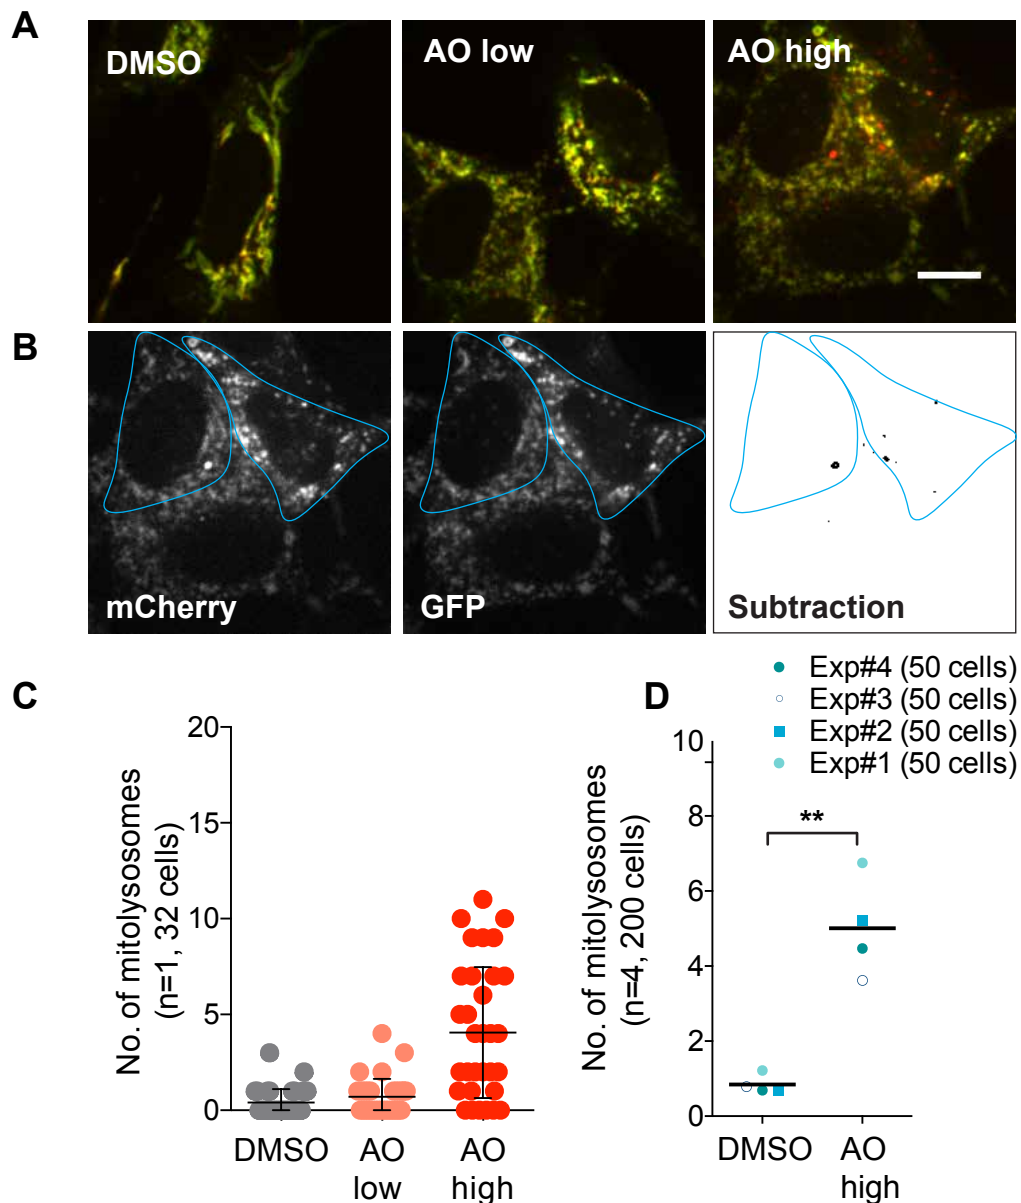 A
DMSO
AO low
AO high
B
mCherry
GFP
Subtraction
C
No. of mitolysosomes
(n=1, 32 cells)
20
15
10
5
0
DMSO
AO
low
AO
high
D
Exp#4 (50 cells)
Exp#3 (50 cells)
Exp#2 (50 cells)
Exp#1 (50 cells)
No. of mitolysosomes
(n=4, 200 cells)
10
8
6
4
2
0
**
DMSO
AO
high